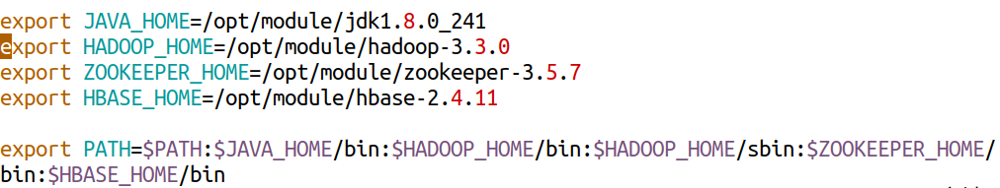 export JAVA_HOME=/opt/module/jdk1.8.0_241
export HADOOP_HOME=/opt/module/hadoop-3.3.0
export ZOOKEEPER_HOME=/opt/module/zookeeper-3.5.7
export HBASE_HOME=/opt/module/hbase-2.4.11

export PATH=$PATH:$JAVA_HOME/bin:$HADOOP_HOME/bin:$HADOOP_HOME/sbin:$ZOOKEEPER_HOME/
bin:$HBASE_HOME/bin